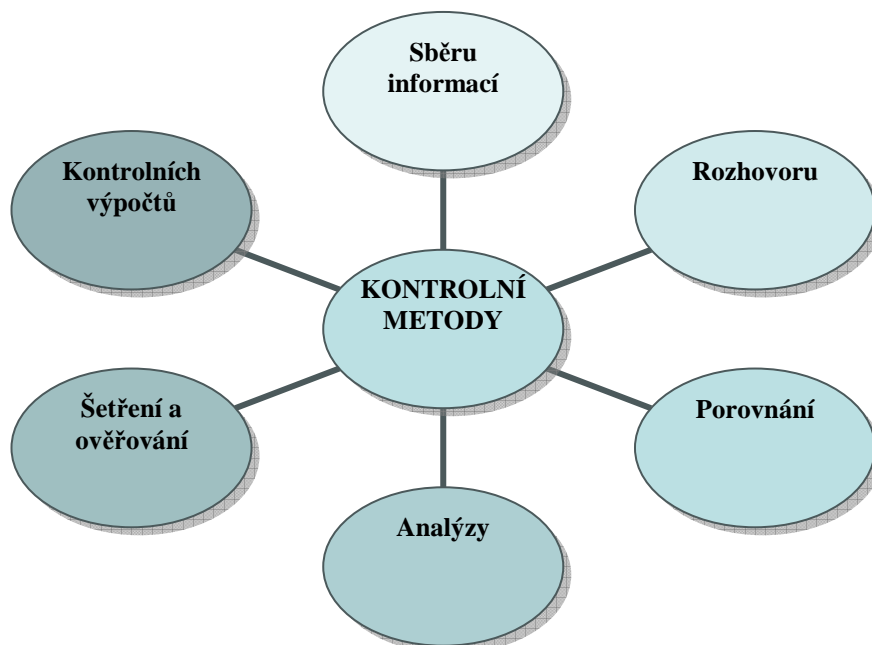 Sběru
informací
Kontrolních
výpočtů
Rozhovoru
KONTROLNÍ
METODY
Šetření a
ověřování
Porovnání
Analýzy